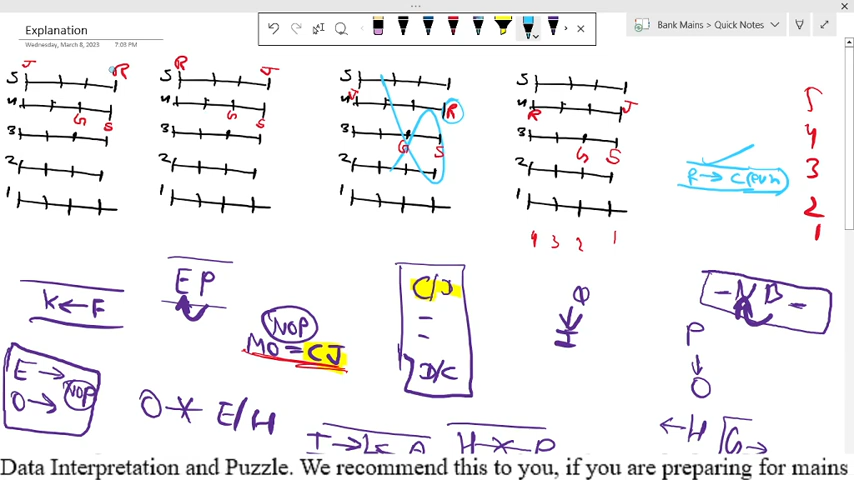 Explanation
Wednesday, March 8, 2023 7:03 PM
Bank Mains > Quick Notes
J R
5
4
G S
3
2
1
R J
5
4
G S
3
2
1
5
4
R
3
G S
2
1
5
4
R J
3
G S
2
1
4 3 2 1
5
4
3
2
1
K ← F
E P
NOP
MO = CJ
C/J
-
-
D/C
I
- N B -
P
↓
O
E → NOP
O →
O E/H
← H G →
Data Interpretation and Puzzle. We recommend this to you, if you are preparing for mains